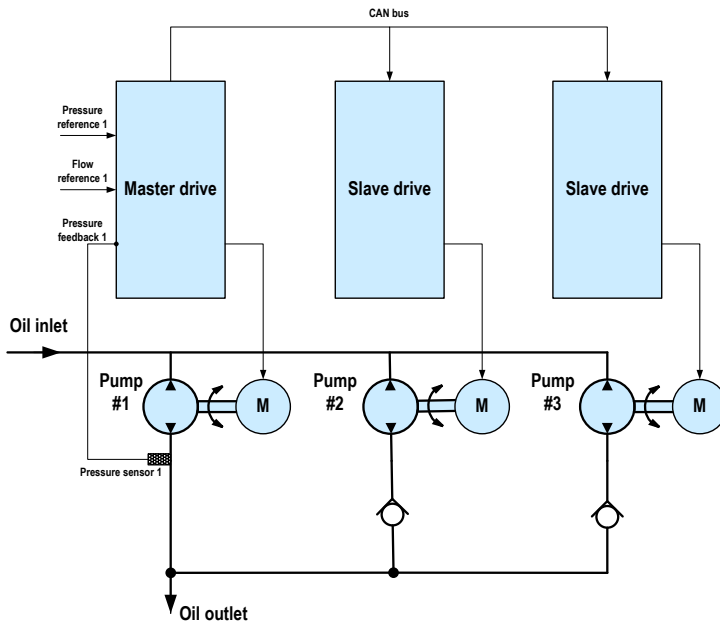 CAN bus
Pressure
reference 1
Flow
reference 1
Pressure
feedback 1
Master drive
Slave drive
Slave drive
Oil inlet
Pump
#1
M
Pump
#2
M
Pump
#3
M
Pressure sensor 1
Oil outlet